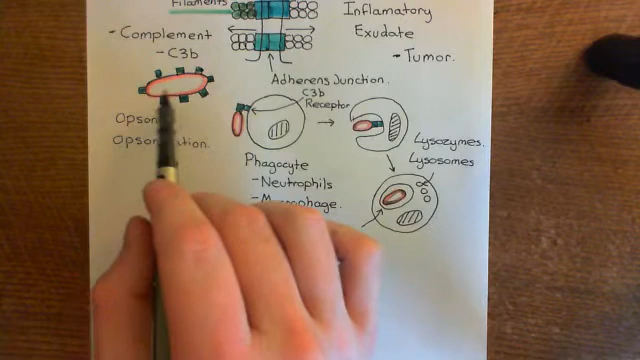 Filaments
Inflamatory
Exudate
- Tumor.
- Complement
- C3b
Adherens Junction.
C3b
Receptor
Lysozymes.
Lysosomes
Phagocyte
- Neutrophils